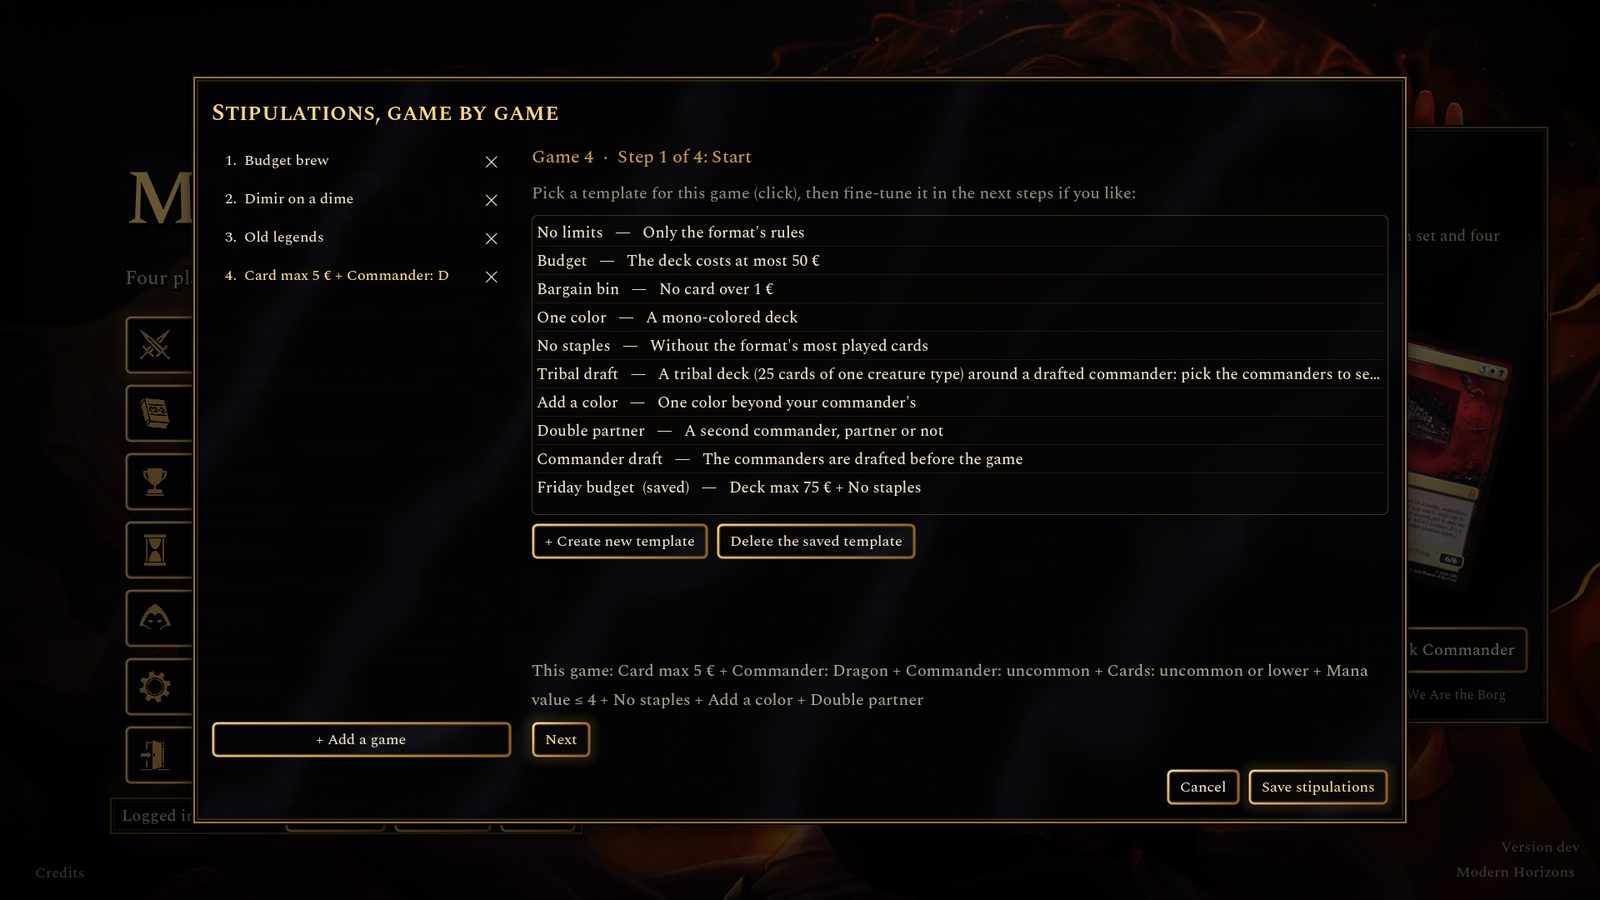 Stipulations, game by game
1. Budget brew
2. Dimir on a dime
3. Old legends
4. Card max 5 € + Commander: D
+ Add a game
Game 4 · Step 1 of 4: Start
Pick a template for this game (click), then fine-tune it in the next steps if you like:
No limits — Only the format's rules
Budget — The deck costs at most 50 €
Bargain bin — No card over 1 €
One color — A mono-colored deck
No staples — Without the format's most played cards
Tribal draft — A tribal deck (25 cards of one creature type) around a drafted commander: pick the commanders to se...
Add a color — One color beyond your commander's
Double partner — A second commander, partner or not
Commander draft — The commanders are drafted before the game
Friday budget (saved) — Deck max 75 € + No staples
+ Create new template
Delete the saved template
This game: Card max 5 € + Commander: Dragon + Commander: uncommon + Cards: uncommon or lower + Mana
value ≤ 4 + No staples + Add a color + Double partner
Next
Cancel
Save stipulations
M
Four pl
Logged in
Credits
set and four
6/6
k Commander
We Are the Borg
Version dev
Modern Horizons